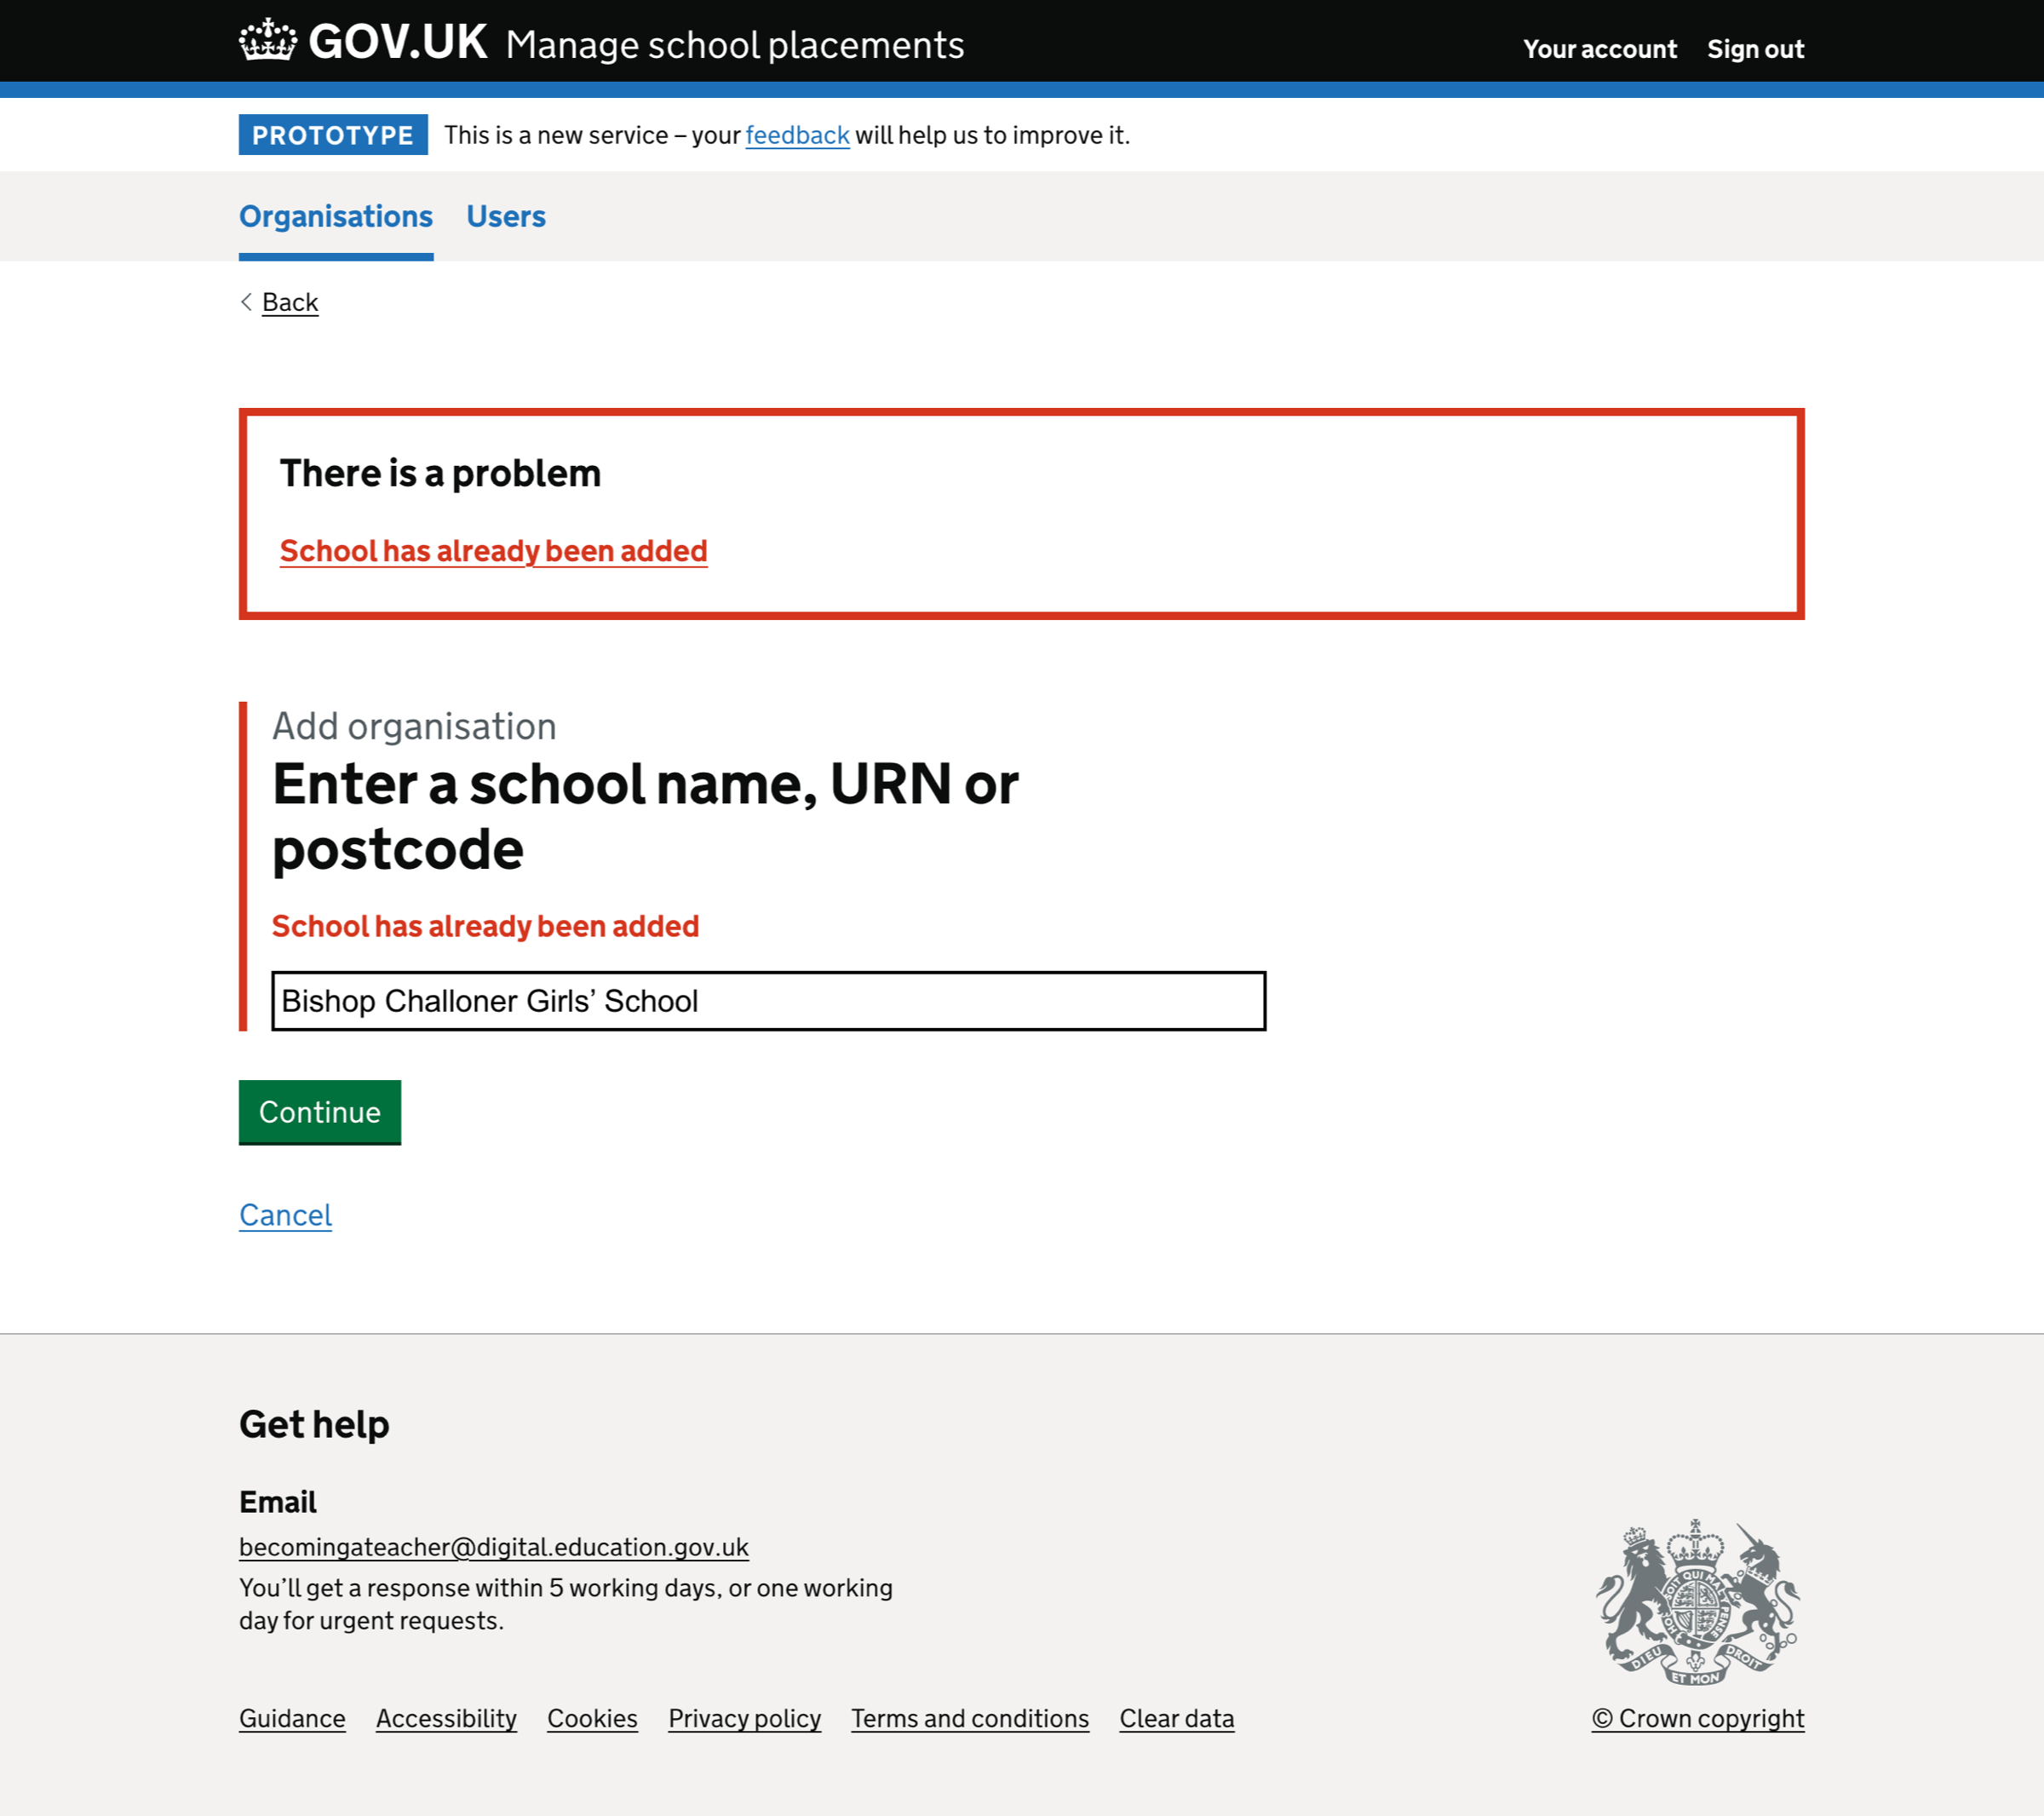 GOV.UK Manage school placements
Your account Sign out
PROTOTYPE This is a new service – your feedback will help us to improve it.
Organisations Users
Back
There is a problem
School has already been added
Add organisation
Enter a school name, URN or
postcode
School has already been added
Bishop Challoner Girls’ School
Continue
Cancel
Get help
Email
becomingateacher@digital.education.gov.uk
You’ll get a response within 5 working days, or one working
day for urgent requests.
DIEU ET MON DROIT
Guidance Accessibility Cookies Privacy policy Terms and conditions Clear data
© Crown copyright